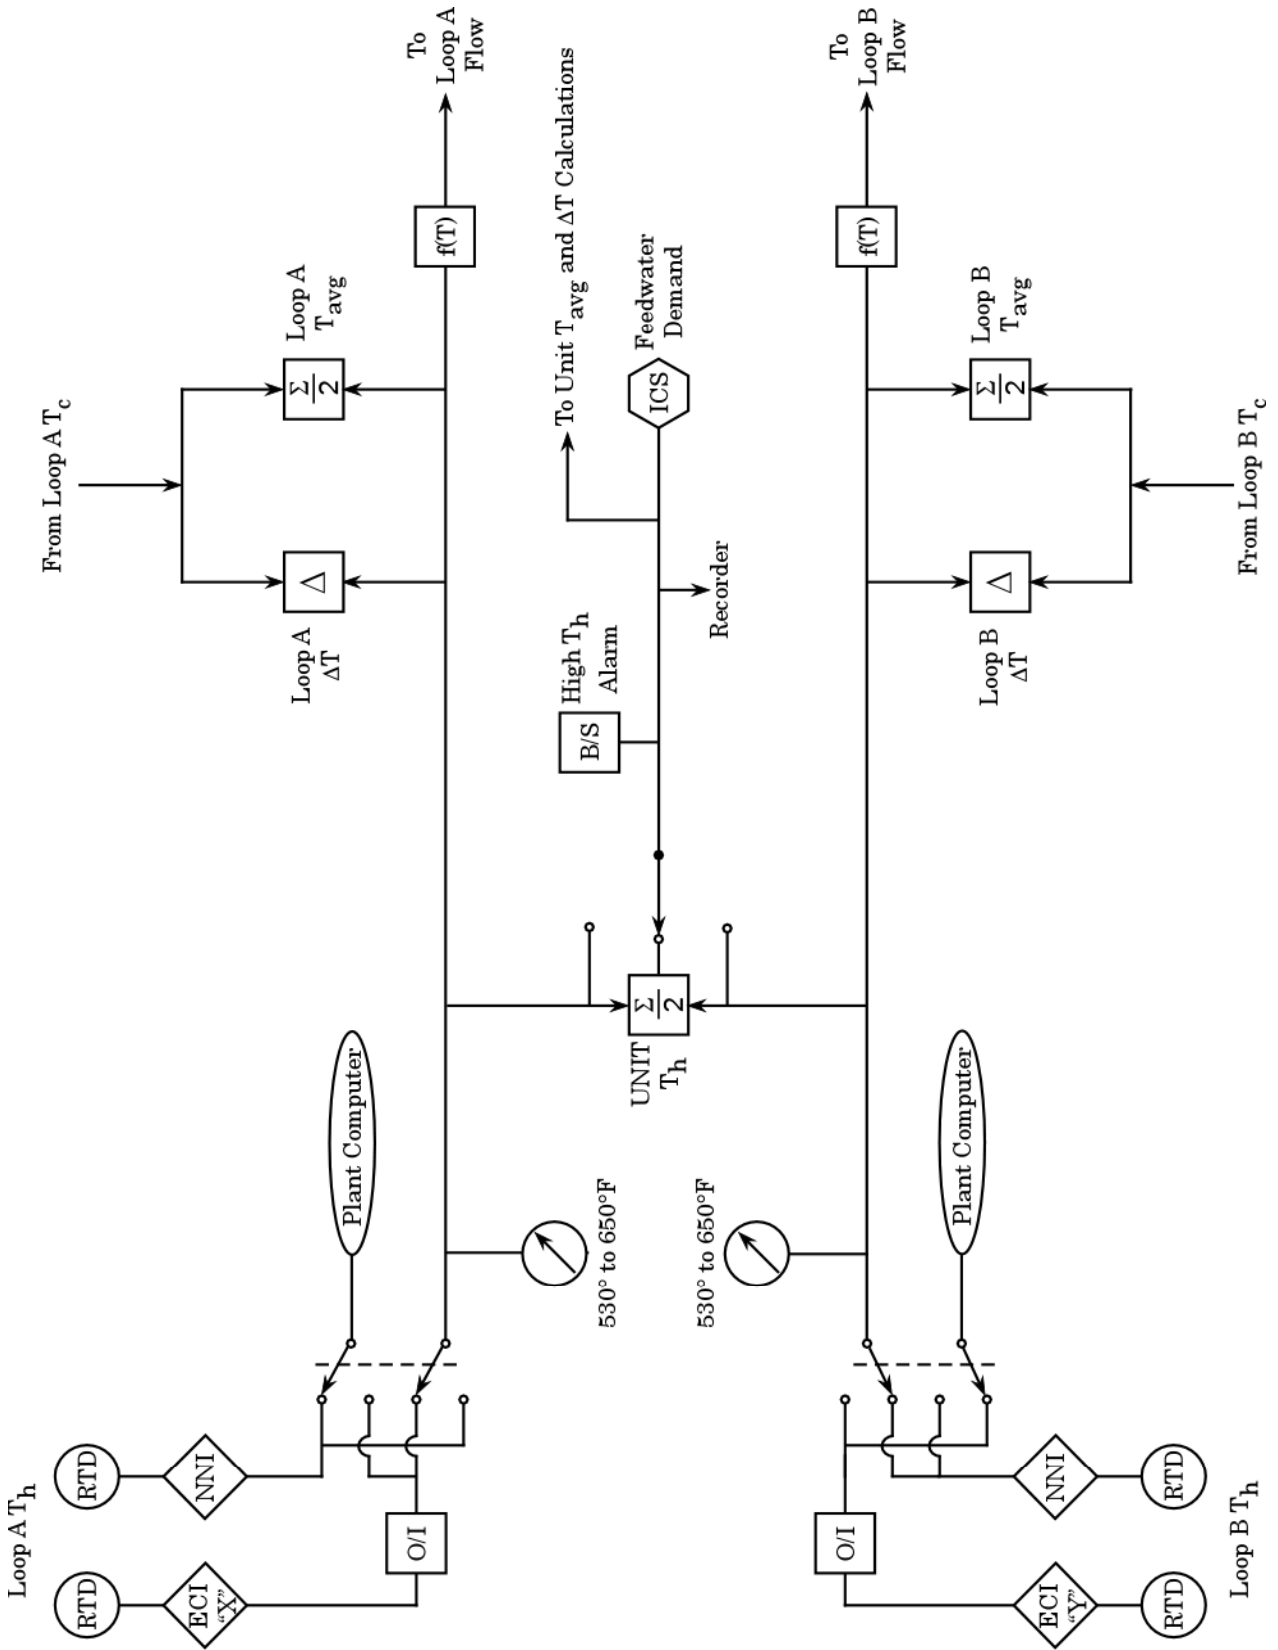 Loop A T_h
RTD
RTD
ECI
“X”
NNI
O/I
Plant Computer
530° to 650°F
From Loop A T_c
Loop A
ΔT
Δ
Loop A
T_avg
Σ
2
f(T)
To
Loop A
Flow
UNIT
T_h
Σ
2
B/S
High T_h
Alarm
Recorder
To Unit T_avg and ΔT Calculations
ICS
Feedwater
Demand
530° to 650°F
Plant Computer
O/I
ECI
“Y”
NNI
RTD
RTD
Loop B T_h
Loop B
ΔT
Δ
Loop B
T_avg
Σ
2
From Loop B T_c
f(T)
To
Loop B
Flow